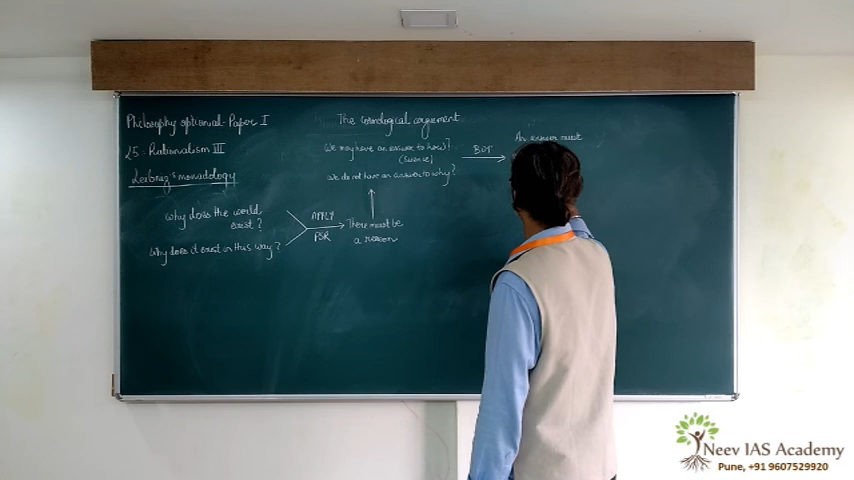 Philosophy optional- Paper I
25. Rationalism III
Leibniz's monadology
The cosmological argument
We may have an answer to how?
(Science)
We do not have an answer to why?
BUT
An answer must
why does the world
exist?
why does it exist in this way?
APPLY
PSR
There must be
a reason
Neev IAS Academy
Pune, +91 9607529920